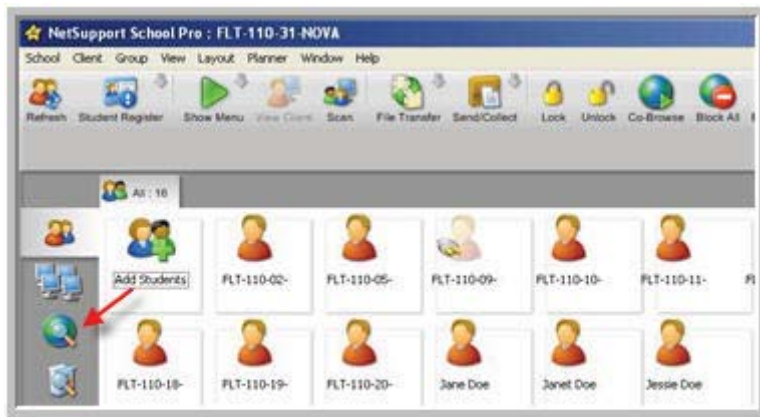 NetSupport School Pro : FLT-110-31-NOVA
School Client Group View Layout Planner Window Help
Refresh Student Register Show Menu View Client Scan File Transfer Send/Collect Lock Unlock Co-Browse Block All
All : 16
Add Students FLT-110-02- FLT-110-05- FLT-110-09- FLT-110-10- FLT-110-11-
FLT-110-18- FLT-110-19- FLT-110-20- Jane Doe Janet Doe Jessie Doe